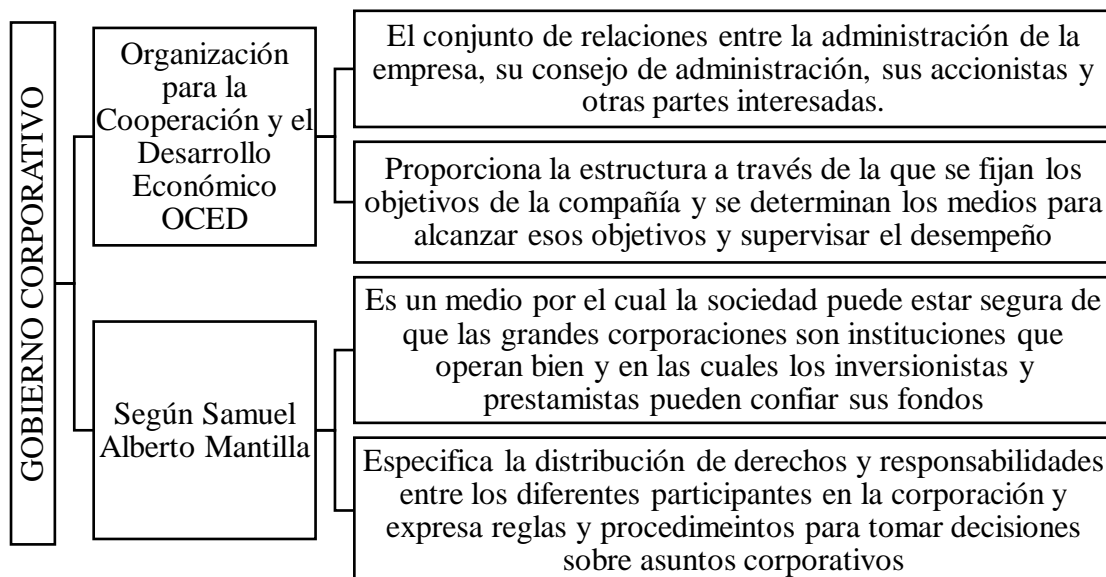 GOBIERNO CORPORATIVO
Organización
para la
Cooperación y el
Desarrollo
Económico
OCED
El conjunto de relaciones entre la administración de la
empresa, su consejo de administración, sus accionistas y
otras partes interesadas.
Proporciona la estructura a través de la que se fijan los
objetivos de la compañía y se determinan los medios para
alcanzar esos objetivos y supervisar el desempeño
Según Samuel
Alberto Mantilla
Es un medio por el cual la sociedad puede estar segura de
que las grandes corporaciones son instituciones que
operan bien y en las cuales los inversionistas y
prestamistas pueden confiar sus fondos
Especifica la distribución de derechos y responsabilidades
entre los diferentes participantes en la corporación y
expresa reglas y procedimeintos para tomar decisiones
sobre asuntos corporativos